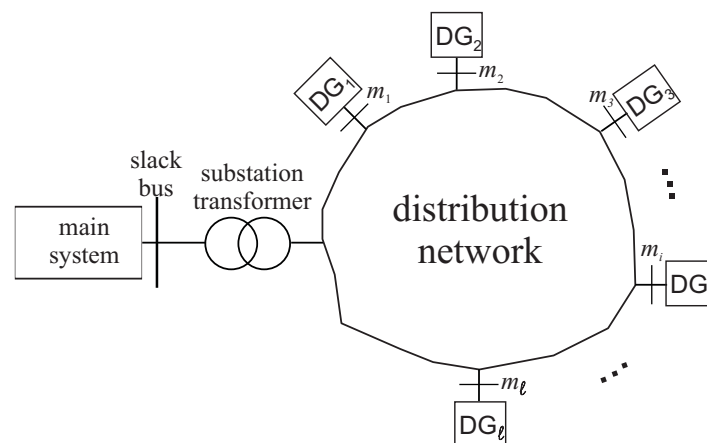 DG₂
m₂
DG₁
m₁
m₃
DG₃
slack
bus
substation
transformer
main
system
distribution
network
mᵢ
DG
mℓ
DGℓ